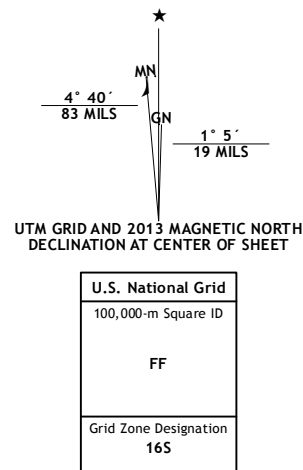 ★
MN
4° 40´
83 MILS
GN
1° 5´
19 MILS
UTM GRID AND 2013 MAGNETIC NORTH
DECLINATION AT CENTER OF SHEET
U.S. National Grid
100,000-m Square ID
FF
Grid Zone Designation
16S